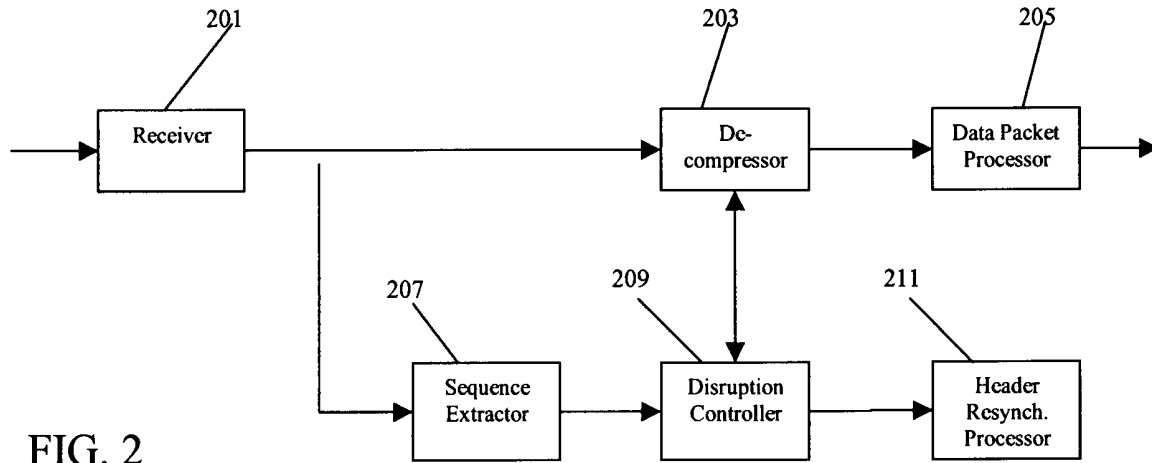 201
203
205
Receiver
De-
compressor
Data Packet
Processor
207
209
211
Sequence
Extractor
Disruption
Controller
Header
Resynch.
Processor
FIG. 2